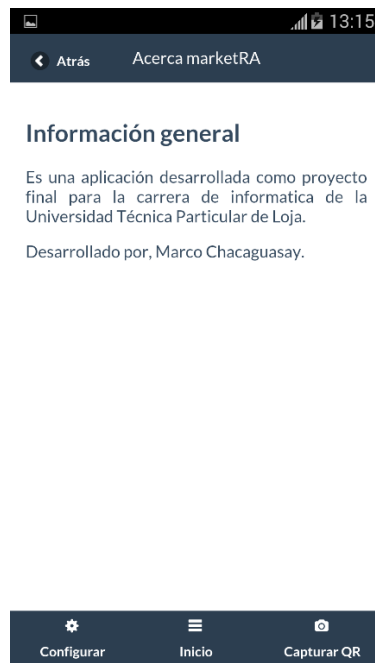 13:15
Atrás
Acerca marketRA
Información general
Es una aplicación desarrollada como proyecto
final para la carrera de informatica de la
Universidad Técnica Particular de Loja.
Desarrollado por, Marco Chacaguasay.
Configurar
Inicio
Capturar QR